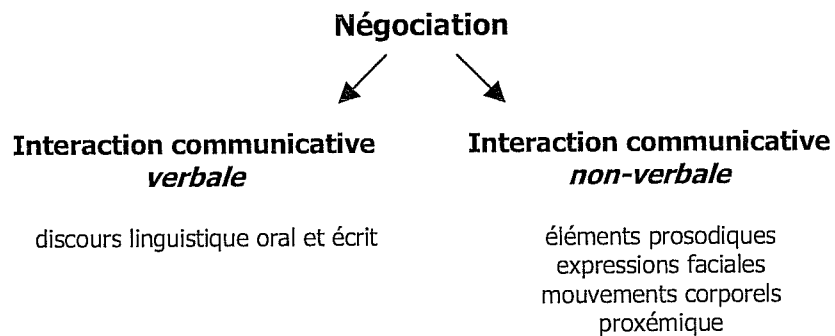 Négociation
Interaction communicative
verbale
discours linguistique oral et écrit
Interaction communicative
non-verbale
éléments prosodiques
expressions faciales
mouvements corporels
proxémique